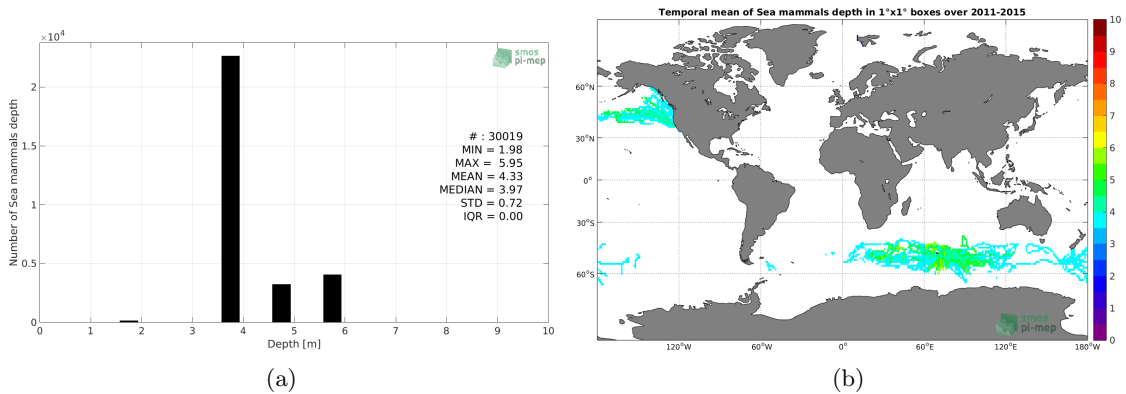 ×10⁴
2
1.5
1
0.5
0
Number of Sea mammals depth
0 1 2 3 4 5 6 7 8 9 10
Depth [m]
smos
pi-mep
# : 30019
MIN = 1.98
MAX = 5.95
MEAN = 4.33
MEDIAN = 3.97
STD = 0.72
IQR = 0.00
(a)
Temporal mean of Sea mammals depth in 1°x1° boxes over 2011-2015
60°N
30°N
0°
30°S
60°S
120°W 60°W 0° 60°E 120°E 180°W
smos
pi-mep
10
9
8
7
6
5
4
3
2
1
0
(b)